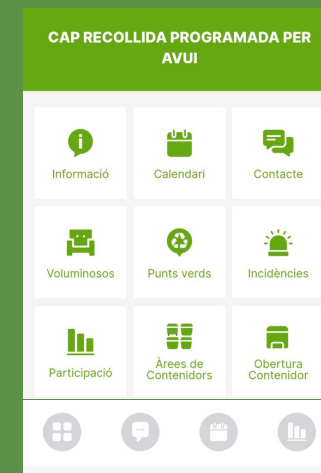 CAP RECOLLIDA PROGRAMADA PER
AVUI
Informació
Calendari
Contacte
Voluminosos
Punts verds
Incidències
Participació
Àrees de
Contenidors
Obertura
Contenidor